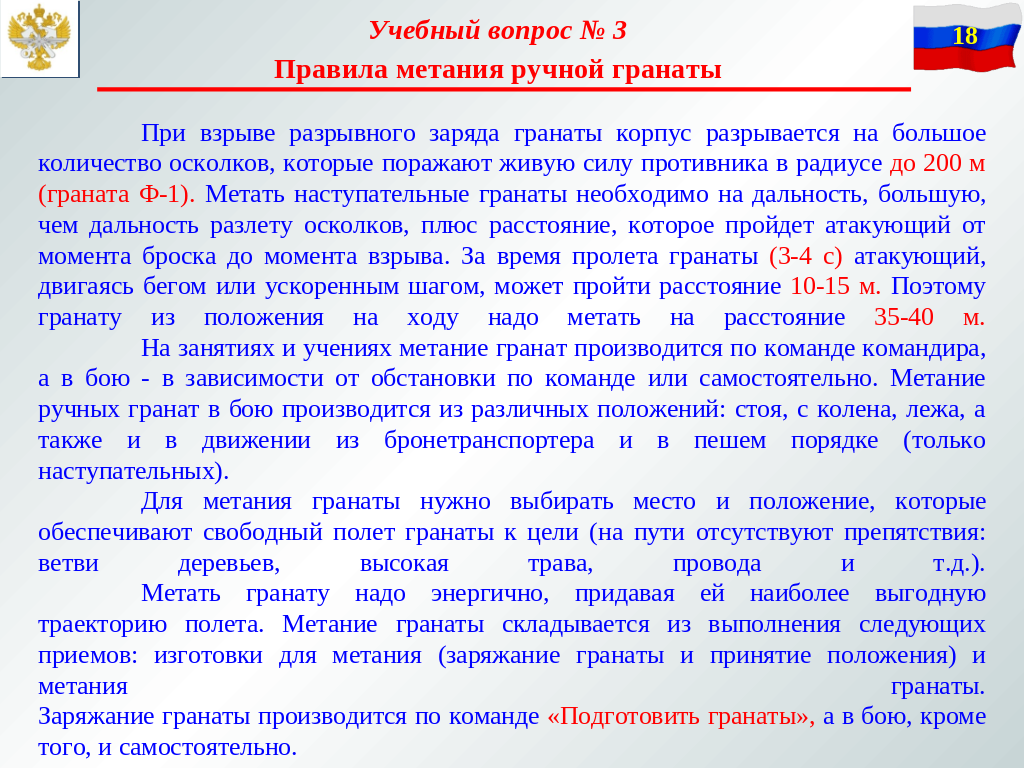 Учебный вопрос № 3
18
Правила метания ручной гранаты
При взрыве разрывного заряда гранаты корпус разрывается на большое
количество осколков, которые поражают живую силу противника в радиусе до 200 м
(граната Ф-1). Метать наступательные гранаты необходимо на дальность, большую,
чем дальность разлету осколков, плюс расстояние, которое пройдет атакующий от
момента броска до момента взрыва. За время пролета гранаты (3-4 с) атакующий,
двигаясь бегом или ускоренным шагом, может пройти расстояние 10-15 м. Поэтому
гранату из положения на ходу надо метать на расстояние 35-40 м.
На занятиях и учениях метание гранат производится по команде командира,
а в бою - в зависимости от обстановки по команде или самостоятельно. Метание
ручных гранат в бою производится из различных положений: стоя, с колена, лежа, а
также и в движении из бронетранспортера и в пешем порядке (только
наступательных).
Для метания гранаты нужно выбирать место и положение, которые
обеспечивают свободный полет гранаты к цели (на пути отсутствуют препятствия:
ветви деревьев, высокая трава, провода и т.д.).
Метать гранату надо энергично, придавая ей наиболее выгодную
траекторию полета. Метание гранаты складывается из выполнения следующих
приемов: изготовки для метания (заряжание гранаты и принятие положения) и
метания гранаты.
Заряжание гранаты производится по команде «Подготовить гранаты», а в бою, кроме
того, и самостоятельно.